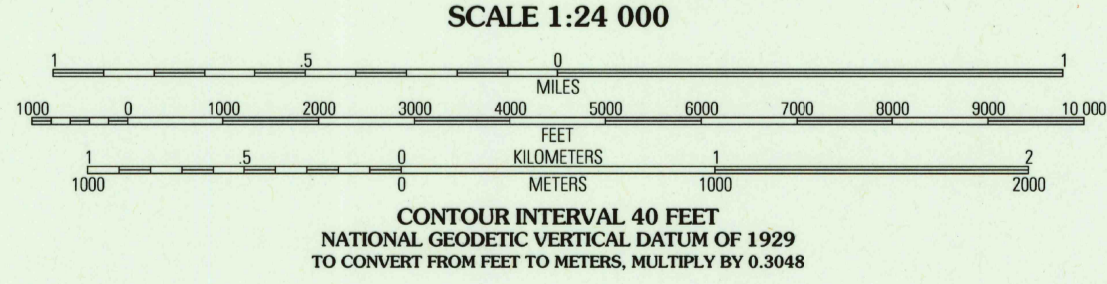 SCALE 1:24 000
1 .5 0 1
MILES
1000 0 1000 2000 3000 4000 5000 6000 7000 8000 9000 10 000
FEET
1 .5 0 KILOMETERS 1 2
1000 0 METERS 1000 2000
CONTOUR INTERVAL 40 FEET
NATIONAL GEODETIC VERTICAL DATUM OF 1929
TO CONVERT FROM FEET TO METERS, MULTIPLY BY 0.3048